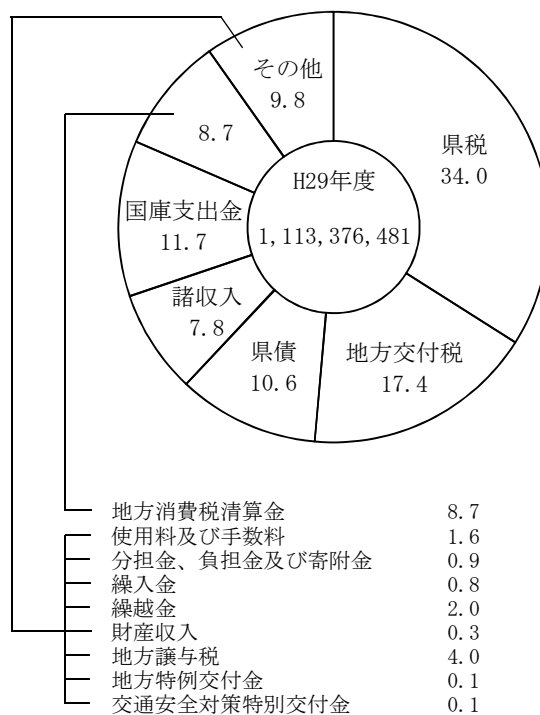 その他
9.8
8.7
県税
34.0
H29年度
1,113,376,481
国庫支出金
11.7
諸収入
7.8
県債
10.6
地方交付税
17.4
地方消費税清算金 8.7
使用料及び手数料 1.6
分担金、負担金及び寄附金 0.9
繰入金 0.8
繰越金 2.0
財産収入 0.3
地方譲与税 4.0
地方特例交付金 0.1
交通安全対策特別交付金 0.1